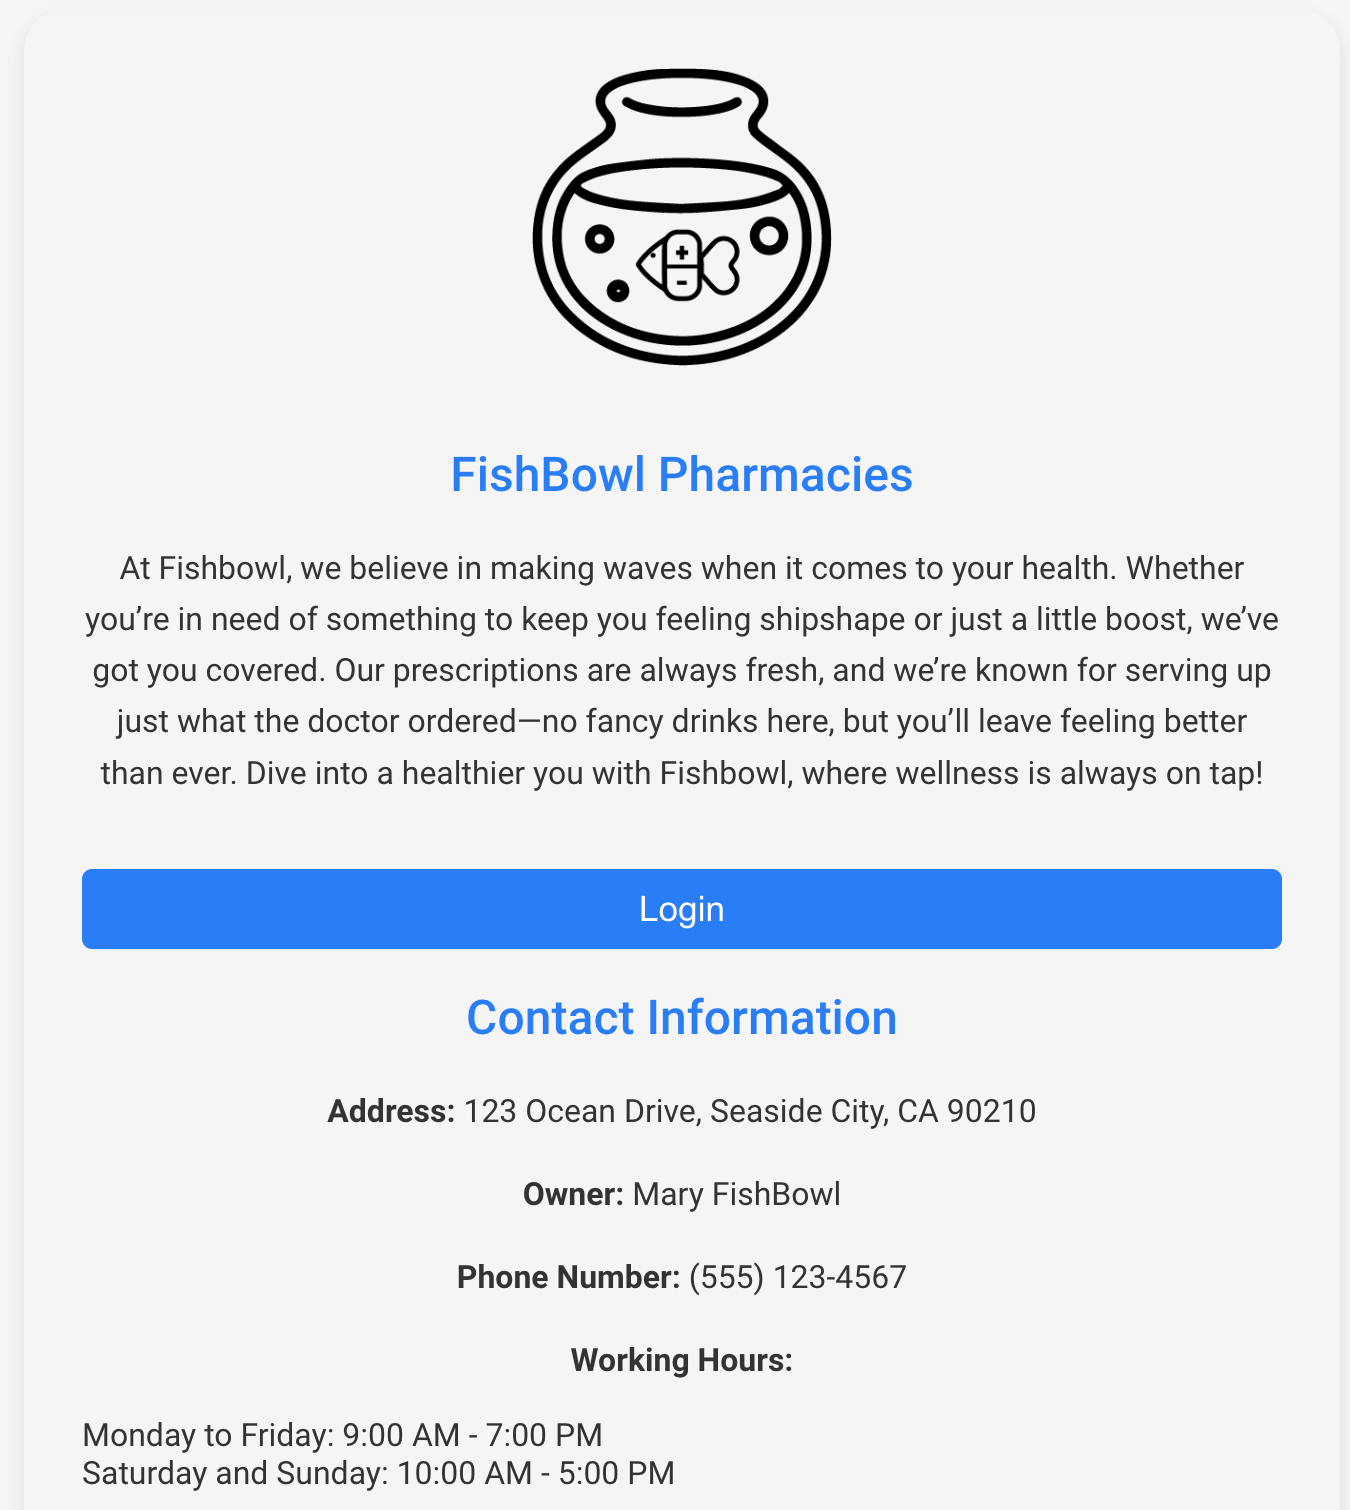 FishBowl Pharmacies
At Fishbowl, we believe in making waves when it comes to your health. Whether
you’re in need of something to keep you feeling shipshape or just a little boost, we’ve
got you covered. Our prescriptions are always fresh, and we’re known for serving up
just what the doctor ordered—no fancy drinks here, but you’ll leave feeling better
than ever. Dive into a healthier you with Fishbowl, where wellness is always on tap!
Login
Contact Information
Address: 123 Ocean Drive, Seaside City, CA 90210
Owner: Mary FishBowl
Phone Number: (555) 123-4567
Working Hours:
Monday to Friday: 9:00 AM - 7:00 PM
Saturday and Sunday: 10:00 AM - 5:00 PM